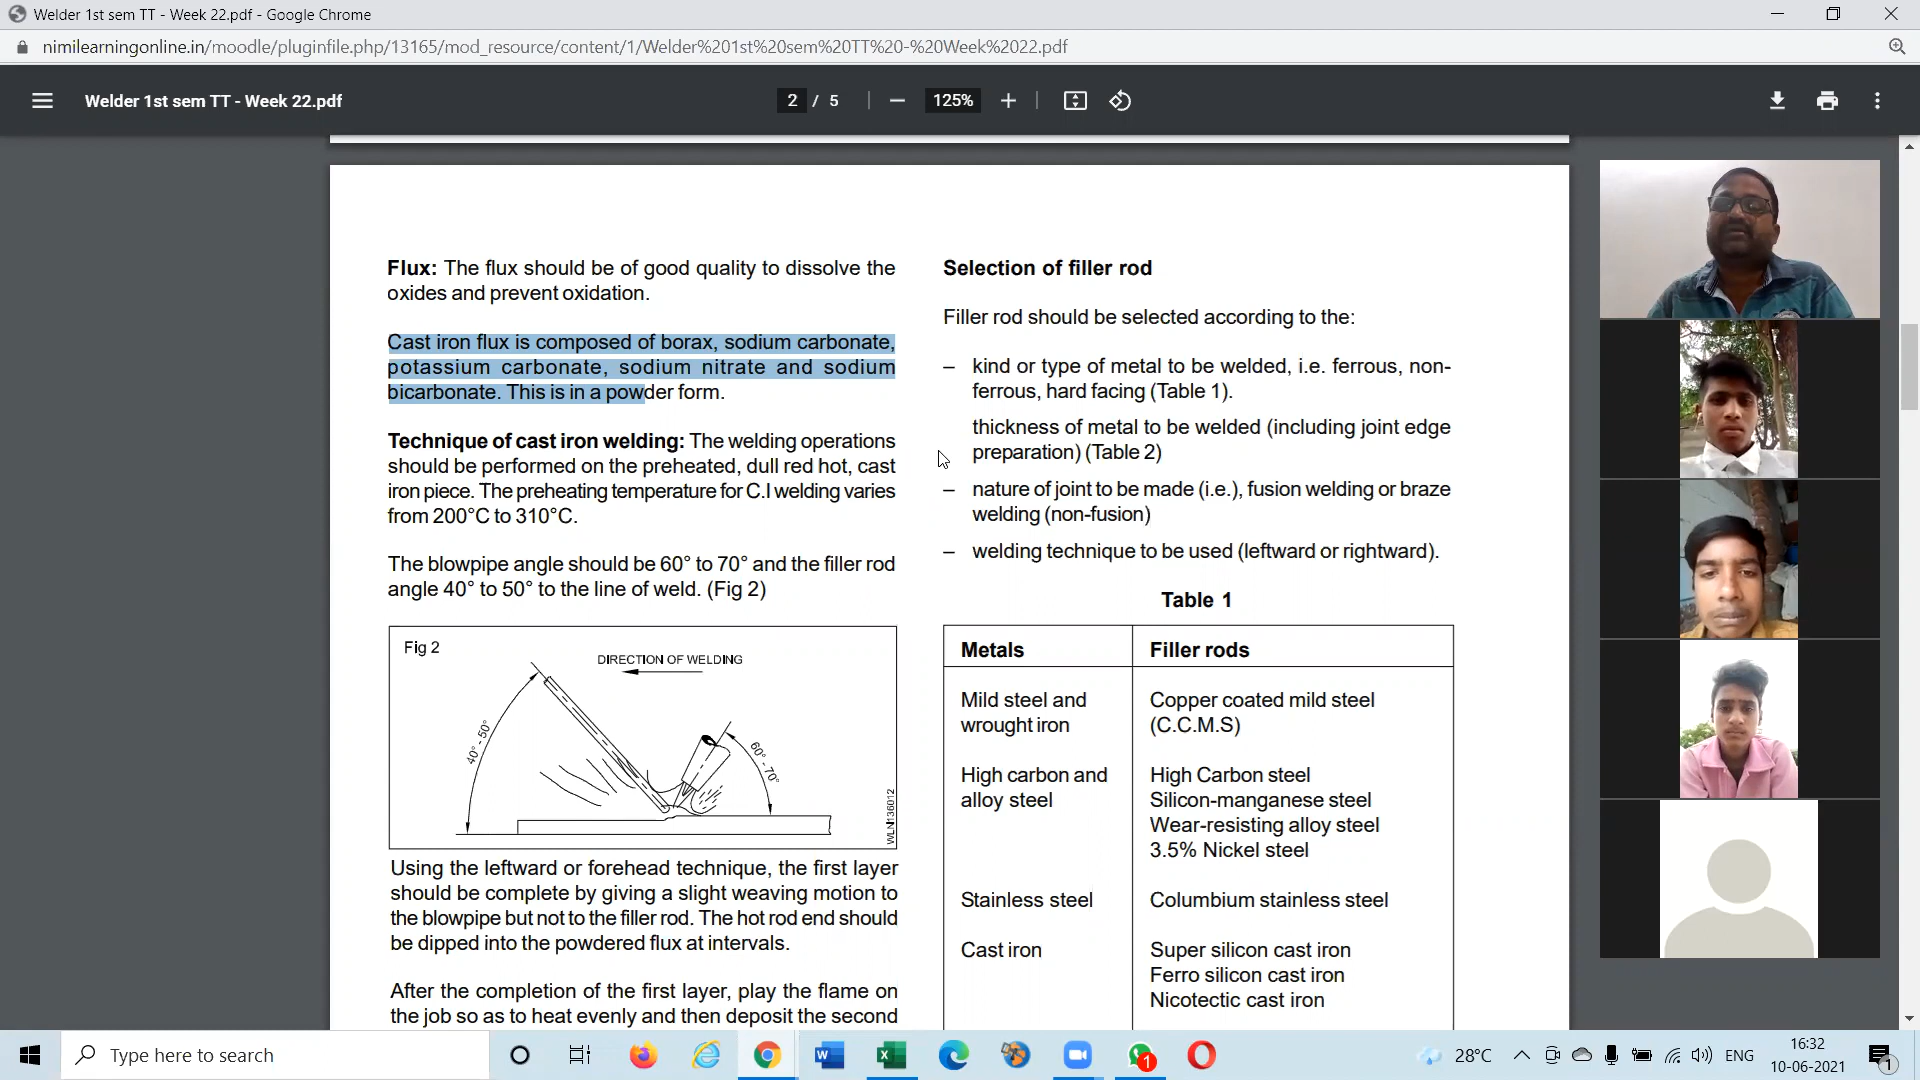 Welder 1st sem TT - Week 22.pdf - Google Chrome
nimilearningonline.in/moodle/pluginfile.php/13165/mod_resource/content/1/Welder%201st%20sem%20TT%20-%20Week%2022.pdf
Welder 1st sem TT - Week 22.pdf
2 / 5
125%
Flux: The flux should be of good quality to dissolve the
oxides and prevent oxidation.
Cast iron flux is composed of borax, sodium carbonate,
potassium carbonate, sodium nitrate and sodium
bicarbonate. This is in a powder form.
Technique of cast iron welding: The welding operations
should be performed on the preheated, dull red hot, cast
iron piece. The preheating temperature for C.I welding varies
from 200°C to 310°C.
The blowpipe angle should be 60° to 70° and the filler rod
angle 40° to 50° to the line of weld. (Fig 2)
Fig 2
DIRECTION OF WELDING
40° - 50°
60° - 70°
WLN136012
Using the leftward or forehead technique, the first layer
should be complete by giving a slight weaving motion to
the blowpipe but not to the filler rod. The hot rod end should
be dipped into the powdered flux at intervals.
After the completion of the first layer, play the flame on
the job so as to heat evenly and then deposit the second
Selection of filler rod
Filler rod should be selected according to the:
– kind or type of metal to be welded, i.e. ferrous, non-
ferrous, hard facing (Table 1).
thickness of metal to be welded (including joint edge
preparation) (Table 2)
– nature of joint to be made (i.e.), fusion welding or braze
welding (non-fusion)
– welding technique to be used (leftward or rightward).
Table 1
Metals Filler rods
Mild steel and Copper coated mild steel
wrought iron (C.C.M.S)
High carbon and High Carbon steel
alloy steel Silicon-manganese steel
Wear-resisting alloy steel
3.5% Nickel steel
Stainless steel Columbium stainless steel
Cast iron Super silicon cast iron
Ferro silicon cast iron
Nicotectic cast iron
Type here to search
28°C
ENG
16:32
10-06-2021
1
1